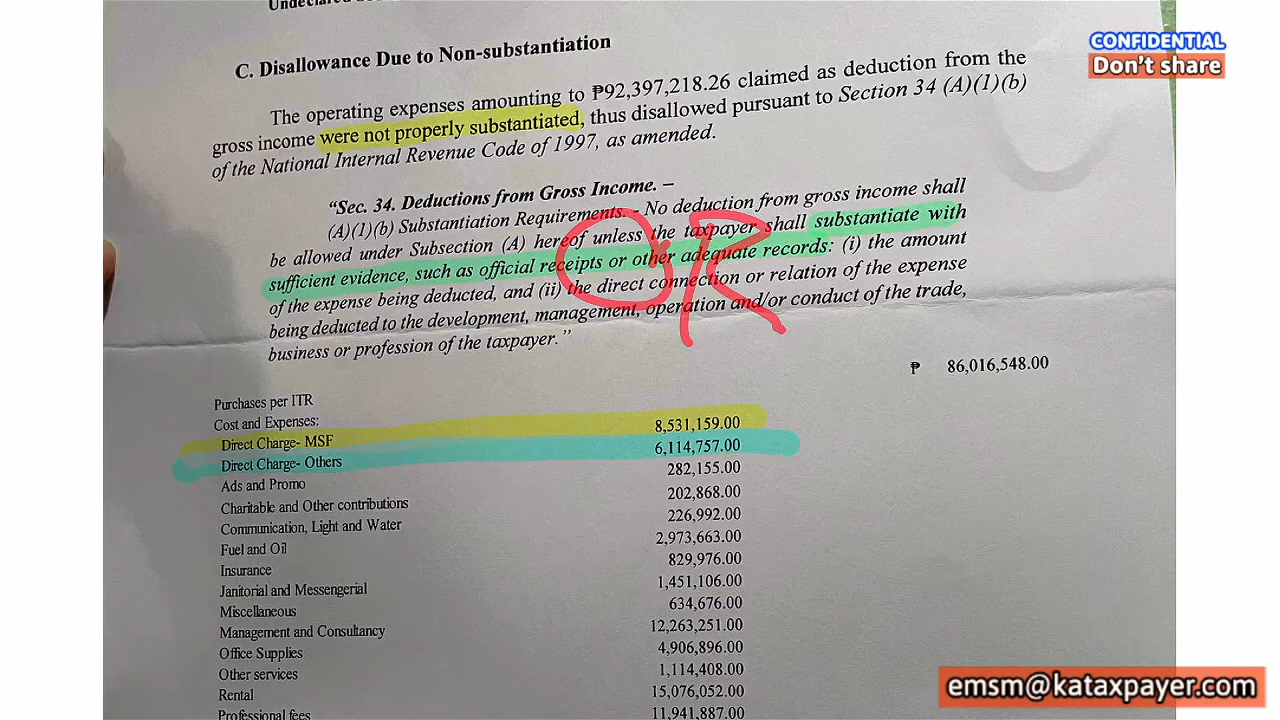 Undeclared
CONFIDENTIAL
Don't share
C. Disallowance Due to Non-substantiation
The operating expenses amounting to ₱92,397,218.26 claimed as deduction from the
gross income were not properly substantiated, thus disallowed pursuant to Section 34 (A)(1)(b)
of the National Internal Revenue Code of 1997, as amended.
“Sec. 34. Deductions from Gross Income. –
(A)(1)(b) Substantiation Requirements. - No deduction from gross income shall
be allowed under Subsection (A) hereof unless the taxpayer shall substantiate with
sufficient evidence, such as official receipts or other adequate records: (i) the amount
of the expense being deducted, and (ii) the direct connection or relation of the expense
being deducted to the development, management, operation and/or conduct of the trade,
business or profession of the taxpayer.”
OR
Purchases per ITR ₱ 86,016,548.00
Cost and Expenses:
Direct Charge- MSF 8,531,159.00
Direct Charge- Others 6,114,757.00
Ads and Promo 282,155.00
Charitable and Other contributions 202,868.00
Communication, Light and Water 226,992.00
Fuel and Oil 2,973,663.00
Insurance 829,976.00
Janitorial and Messengerial 1,451,106.00
Miscellaneous 634,676.00
Management and Consultancy 12,263,251.00
Office Supplies 4,906,896.00
Other services 1,114,408.00
Rental 15,076,052.00
Professional fees 11,941,887.00
emsm@kataxpayer.com